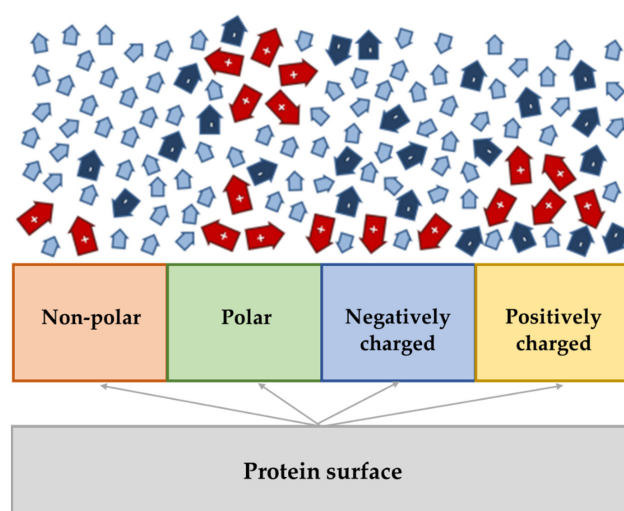 Non-polar
Polar
Negatively
charged
Positively
charged
Protein surface